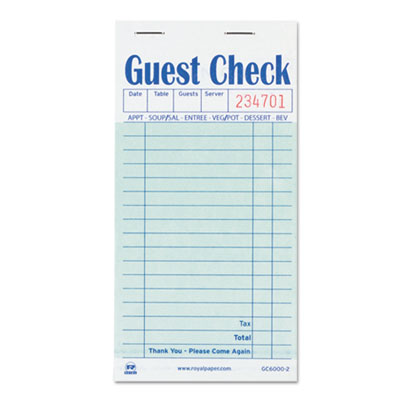 Guest Check
Date Table Guests Server 234701
APPT - SOUP/SAL - ENTREE - VEG/POT - DESSERT - BEV
Tax
Total
Thank You - Please Come Again
www.royalpaper.com GC6000-2